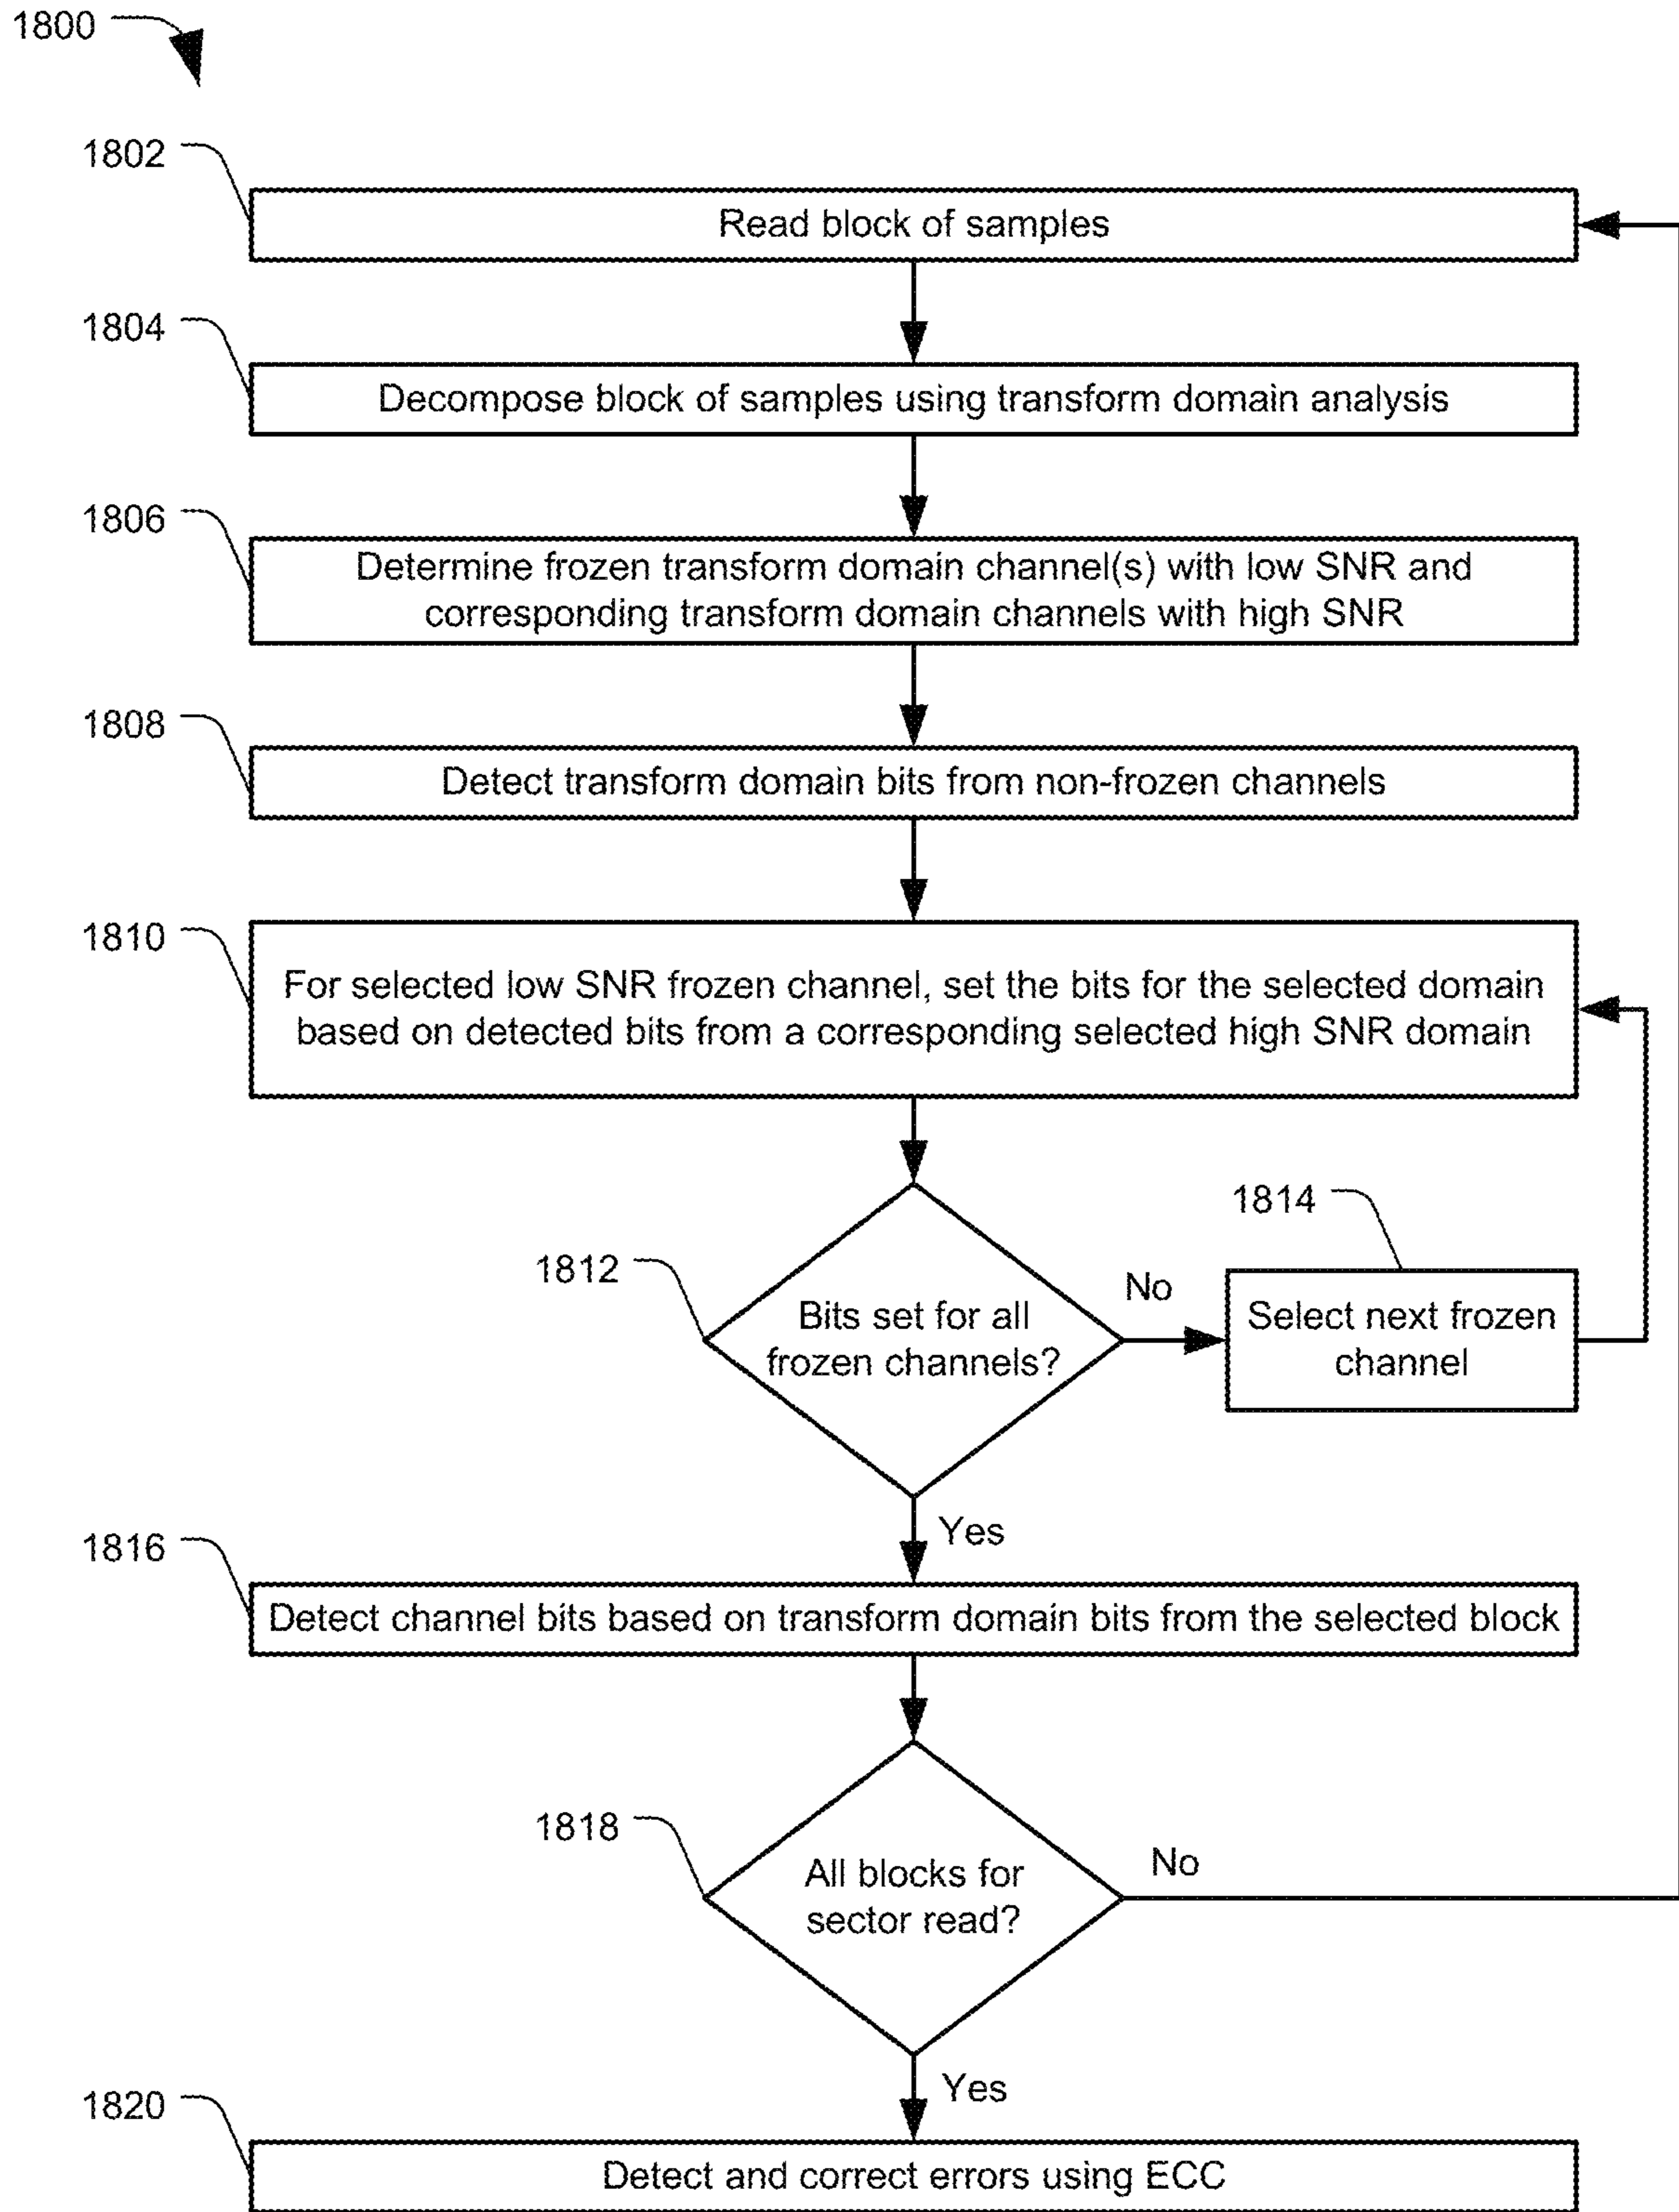 1800
1802
Read block of samples
1804
Decompose block of samples using transform domain analysis
1806
Determine frozen transform domain channel(s) with low SNR and
corresponding transform domain channels with high SNR
1808
Detect transform domain bits from non-frozen channels
1810
For selected low SNR frozen channel, set the bits for the selected domain
based on detected bits from a corresponding selected high SNR domain
1812
Bits set for all
frozen channels?
No
1814
Select next frozen
channel
Yes
1816
Detect channel bits based on transform domain bits from the selected block
1818
All blocks for
sector read?
No
Yes
1820
Detect and correct errors using ECC